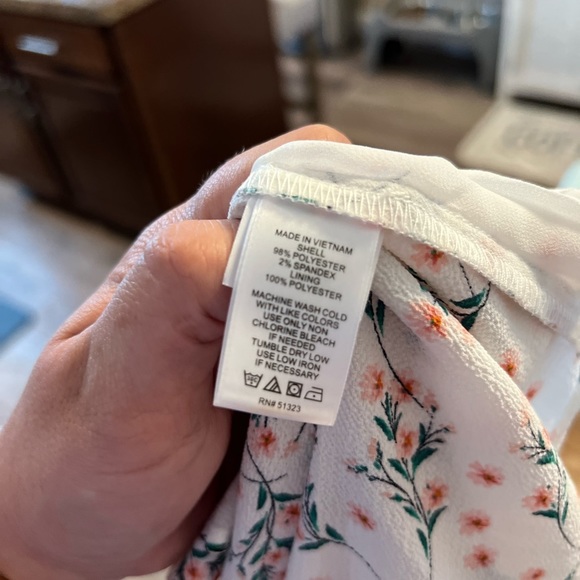 MADE IN VIETNAM
SHELL
98% POLYESTER
2% SPANDEX
LINING
100% POLYESTER
MACHINE WASH COLD
WITH LIKE COLORS
USE ONLY NON
CHLORINE BLEACH
IF NEEDED
TUMBLE DRY LOW
USE LOW IRON
IF NECESSARY
RN# 51323